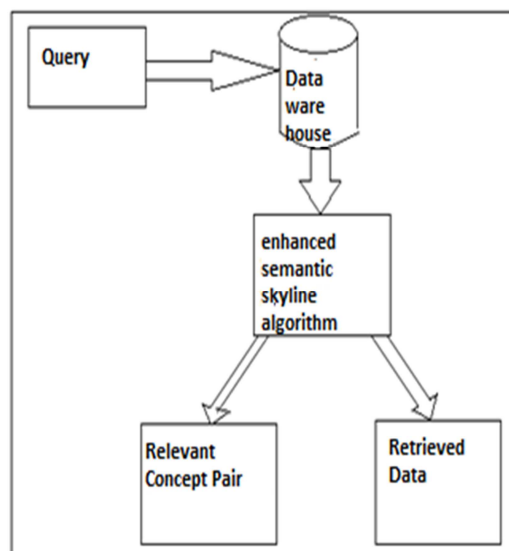 Query
Data
ware
house
enhanced
semantic
skyline
algorithm
Relevant
Concept Pair
Retrieved
Data